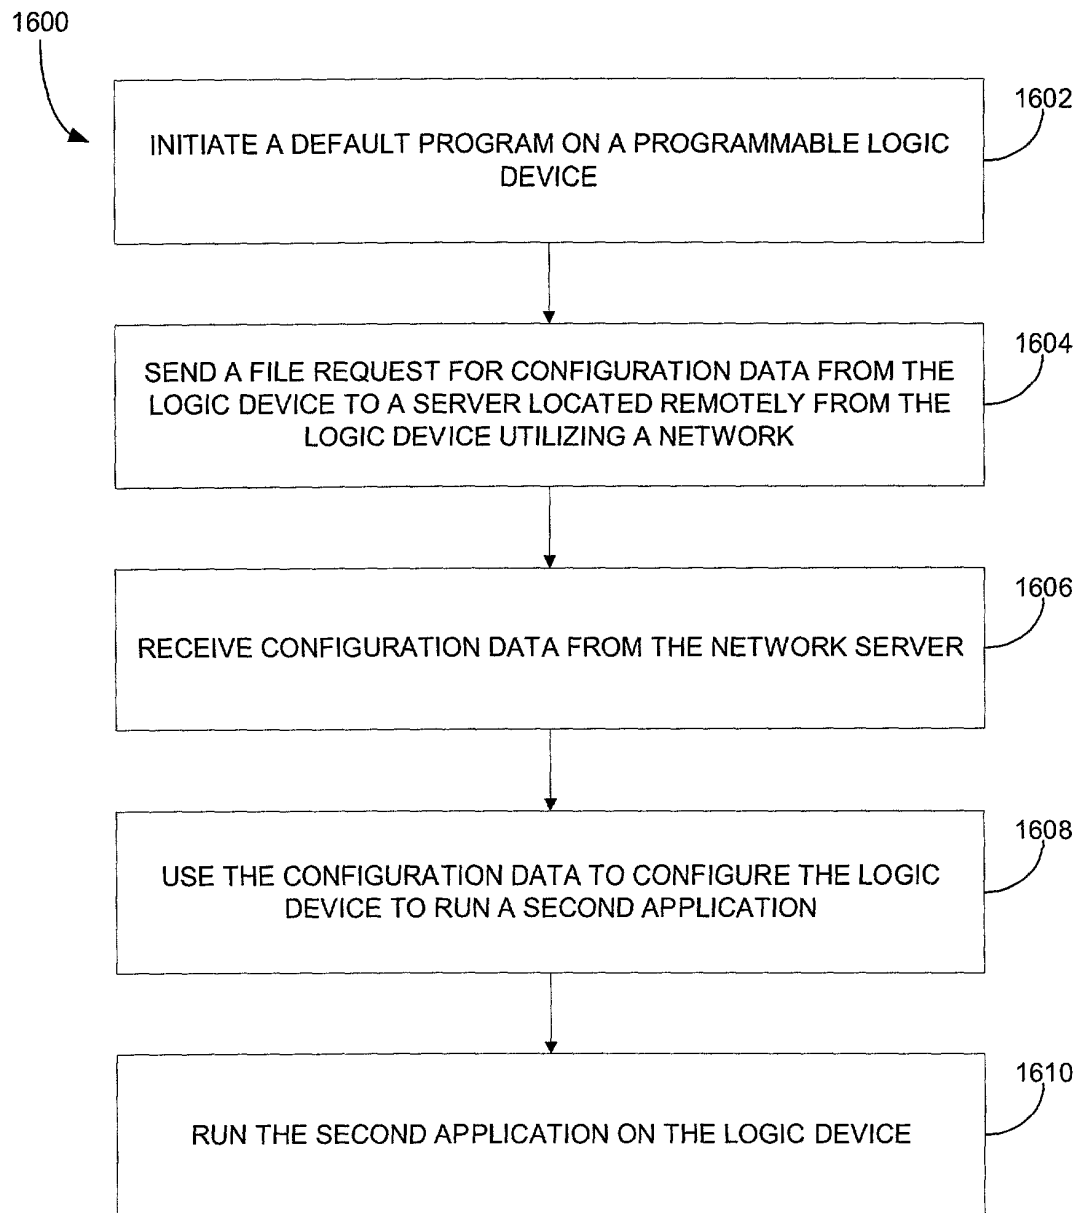 1600
1602
INITIATE A DEFAULT PROGRAM ON A PROGRAMMABLE LOGIC
DEVICE
1604
SEND A FILE REQUEST FOR CONFIGURATION DATA FROM THE
LOGIC DEVICE TO A SERVER LOCATED REMOTELY FROM THE
LOGIC DEVICE UTILIZING A NETWORK
1606
RECEIVE CONFIGURATION DATA FROM THE NETWORK SERVER
1608
USE THE CONFIGURATION DATA TO CONFIGURE THE LOGIC
DEVICE TO RUN A SECOND APPLICATION
1610
RUN THE SECOND APPLICATION ON THE LOGIC DEVICE